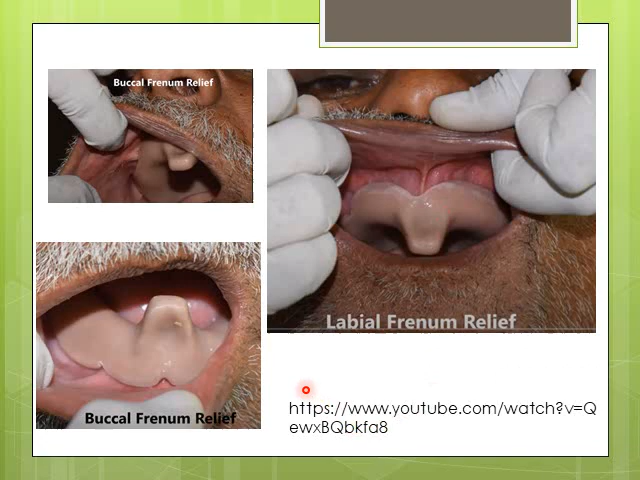 Buccal Frenum Relief
Labial Frenum Relief
Buccal Frenum Relief
https://www.youtube.com/watch?v=Q
ewxBQbkfa8